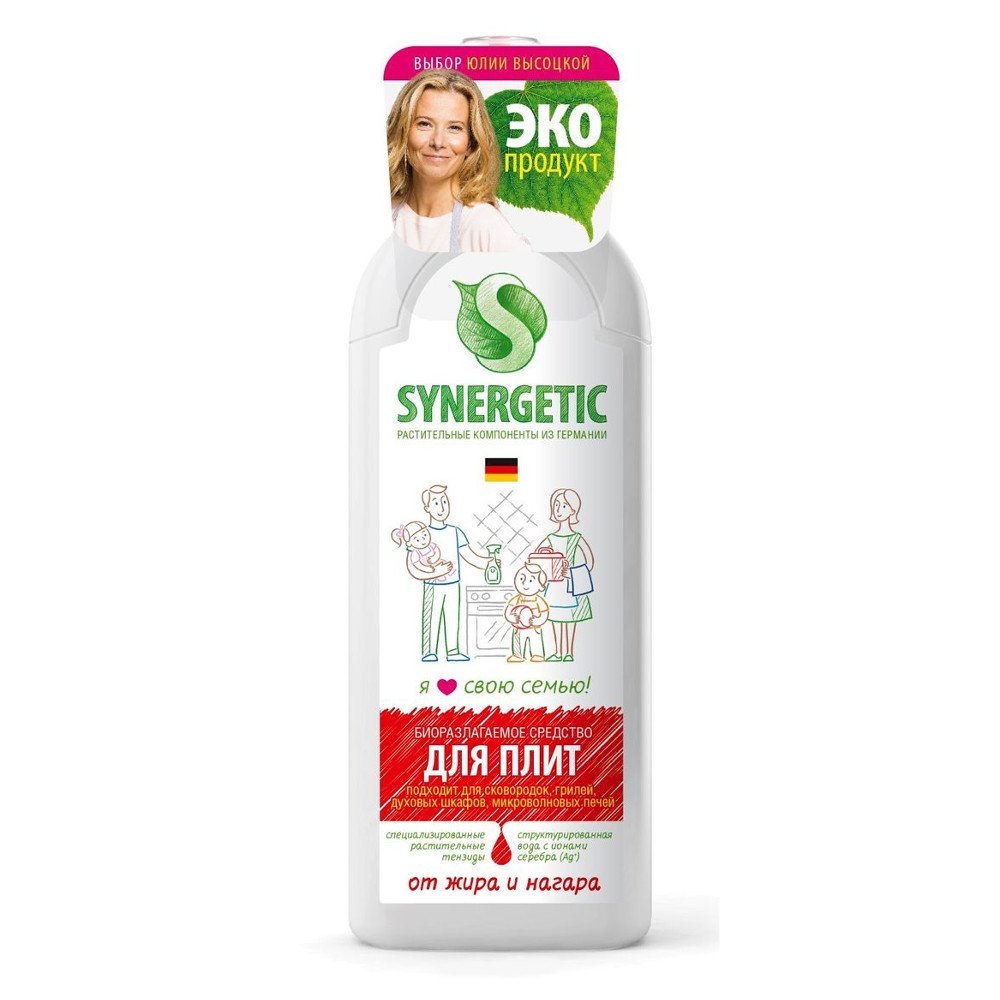 ВЫБОР ЮЛИИ ВЫСОЦКОЙ
ЭКО
продукт
SYNERGETIC
РАСТИТЕЛЬНЫЕ КОМПОНЕНТЫ ИЗ ГЕРМАНИИ
я ♥ свою семью!
БИОРАЗЛАГАЕМОЕ СРЕДСТВО
ДЛЯ ПЛИТ
подходит для сковородок, грилей,
духовых шкафов, микроволновых печей
специализированные
растительные
тензиды
структурированная
вода с ионами
серебра (Ag⁺)
от жира и нагара